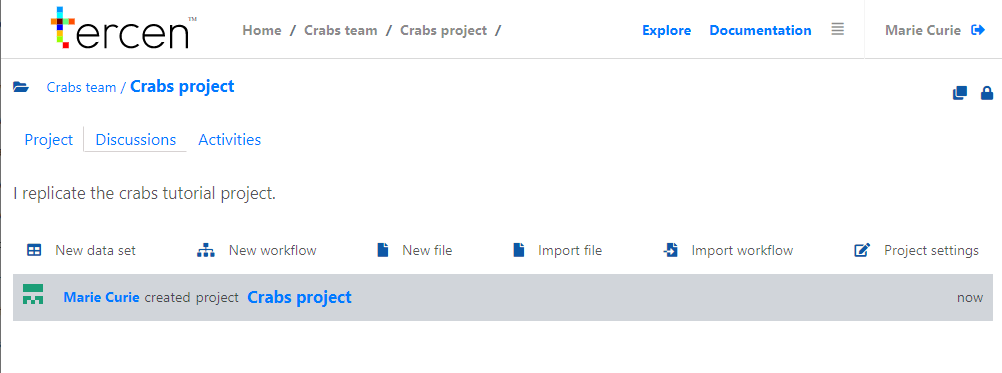 tercen™ Home / Crabs team / Crabs project / Explore Documentation Marie Curie
Crabs team / Crabs project
Project Discussions Activities
I replicate the crabs tutorial project.
New data set New workflow New file Import file Import workflow Project settings
Marie Curie created project Crabs project now